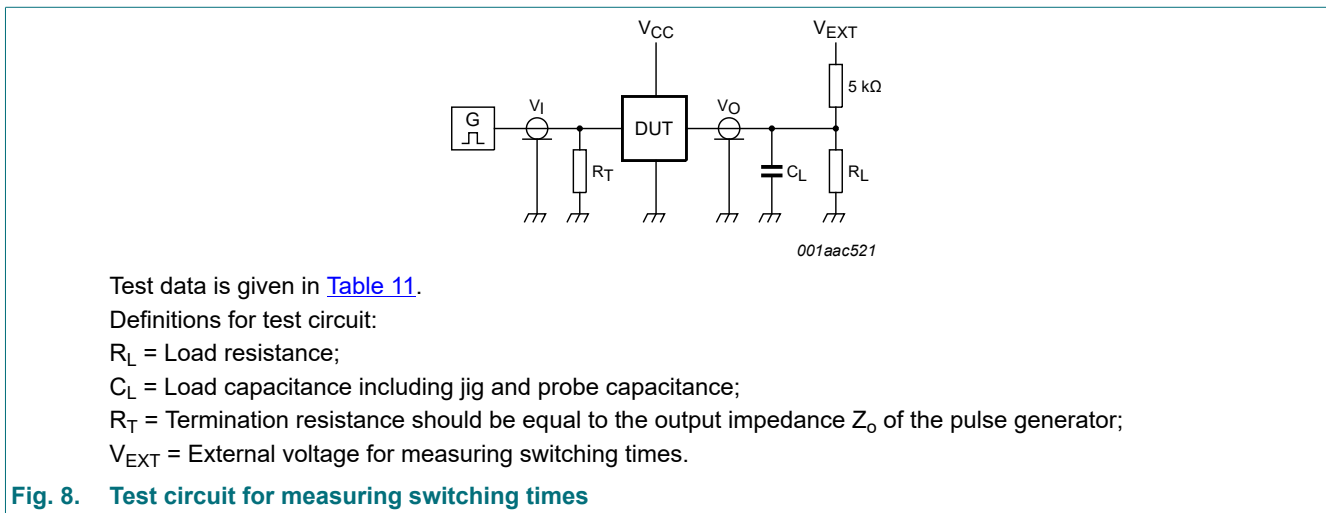 VCC
VEXT
5 kΩ
G
VI
DUT
VO
RT
CL
RL
001aac521
Test data is given in Table 11.
Definitions for test circuit:
RL = Load resistance;
CL = Load capacitance including jig and probe capacitance;
RT = Termination resistance should be equal to the output impedance Zo of the pulse generator;
VEXT = External voltage for measuring switching times.
Fig. 8. Test circuit for measuring switching times